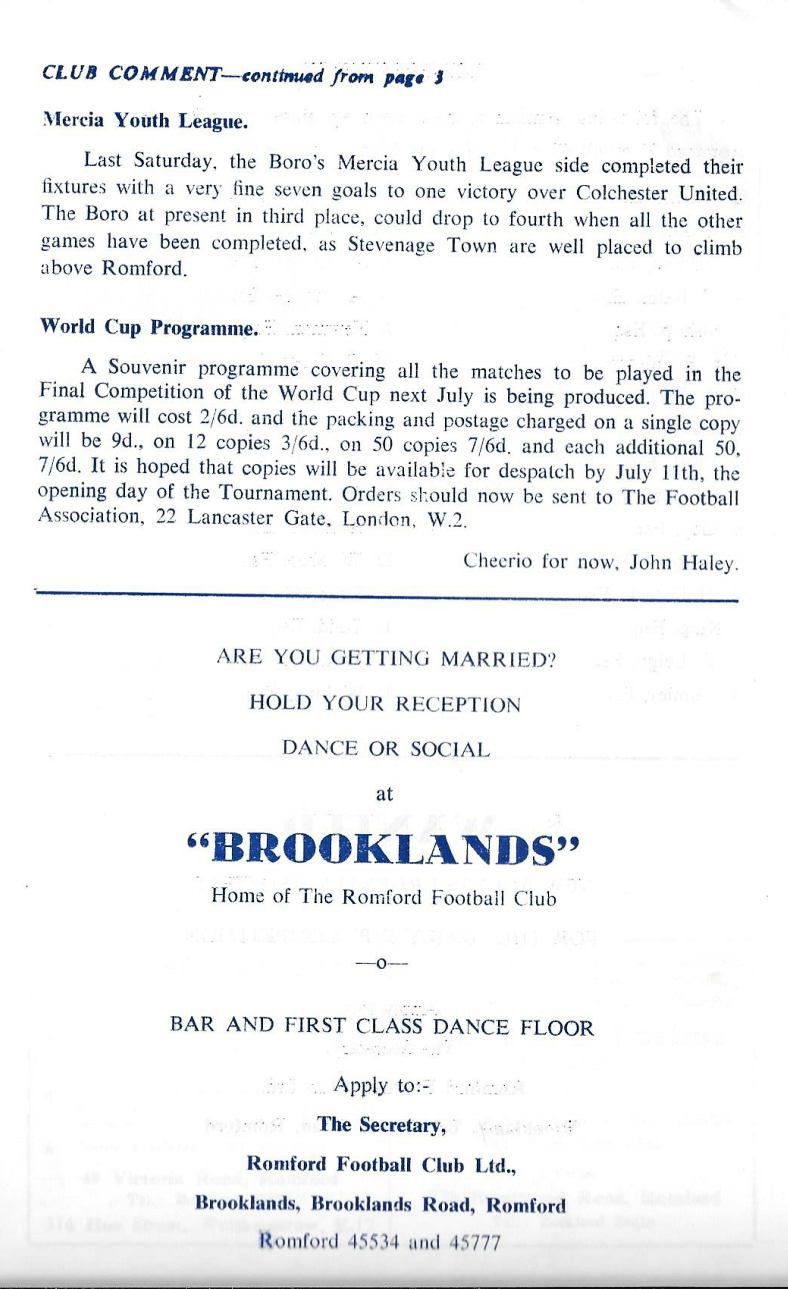 CLUB COMMENT—continued from page 3
Mercia Youth League.
Last Saturday, the Boro's Mercia Youth League side completed their
fixtures with a very fine seven goals to one victory over Colchester United.
The Boro at present in third place, could drop to fourth when all the other
games have been completed, as Stevenage Town are well placed to climb
above Romford.
World Cup Programme.
A Souvenir programme covering all the matches to be played in the
Final Competition of the World Cup next July is being produced. The pro-
gramme will cost 2/6d. and the packing and postage charged on a single copy
will be 9d., on 12 copies 3/6d., on 50 copies 7/6d. and each additional 50,
7/6d. It is hoped that copies will be available for despatch by July 11th, the
opening day of the Tournament. Orders should now be sent to The Football
Association, 22 Lancaster Gate, London, W.2.
Cheerio for now, John Haley.
ARE YOU GETTING MARRIED?
HOLD YOUR RECEPTION
DANCE OR SOCIAL
at
“BROOKLANDS”
Home of The Romford Football Club
—o—
BAR AND FIRST CLASS DANCE FLOOR
Apply to:-
The Secretary,
Romford Football Club Ltd.,
Brooklands, Brooklands Road, Romford
Romford 45534 and 45777